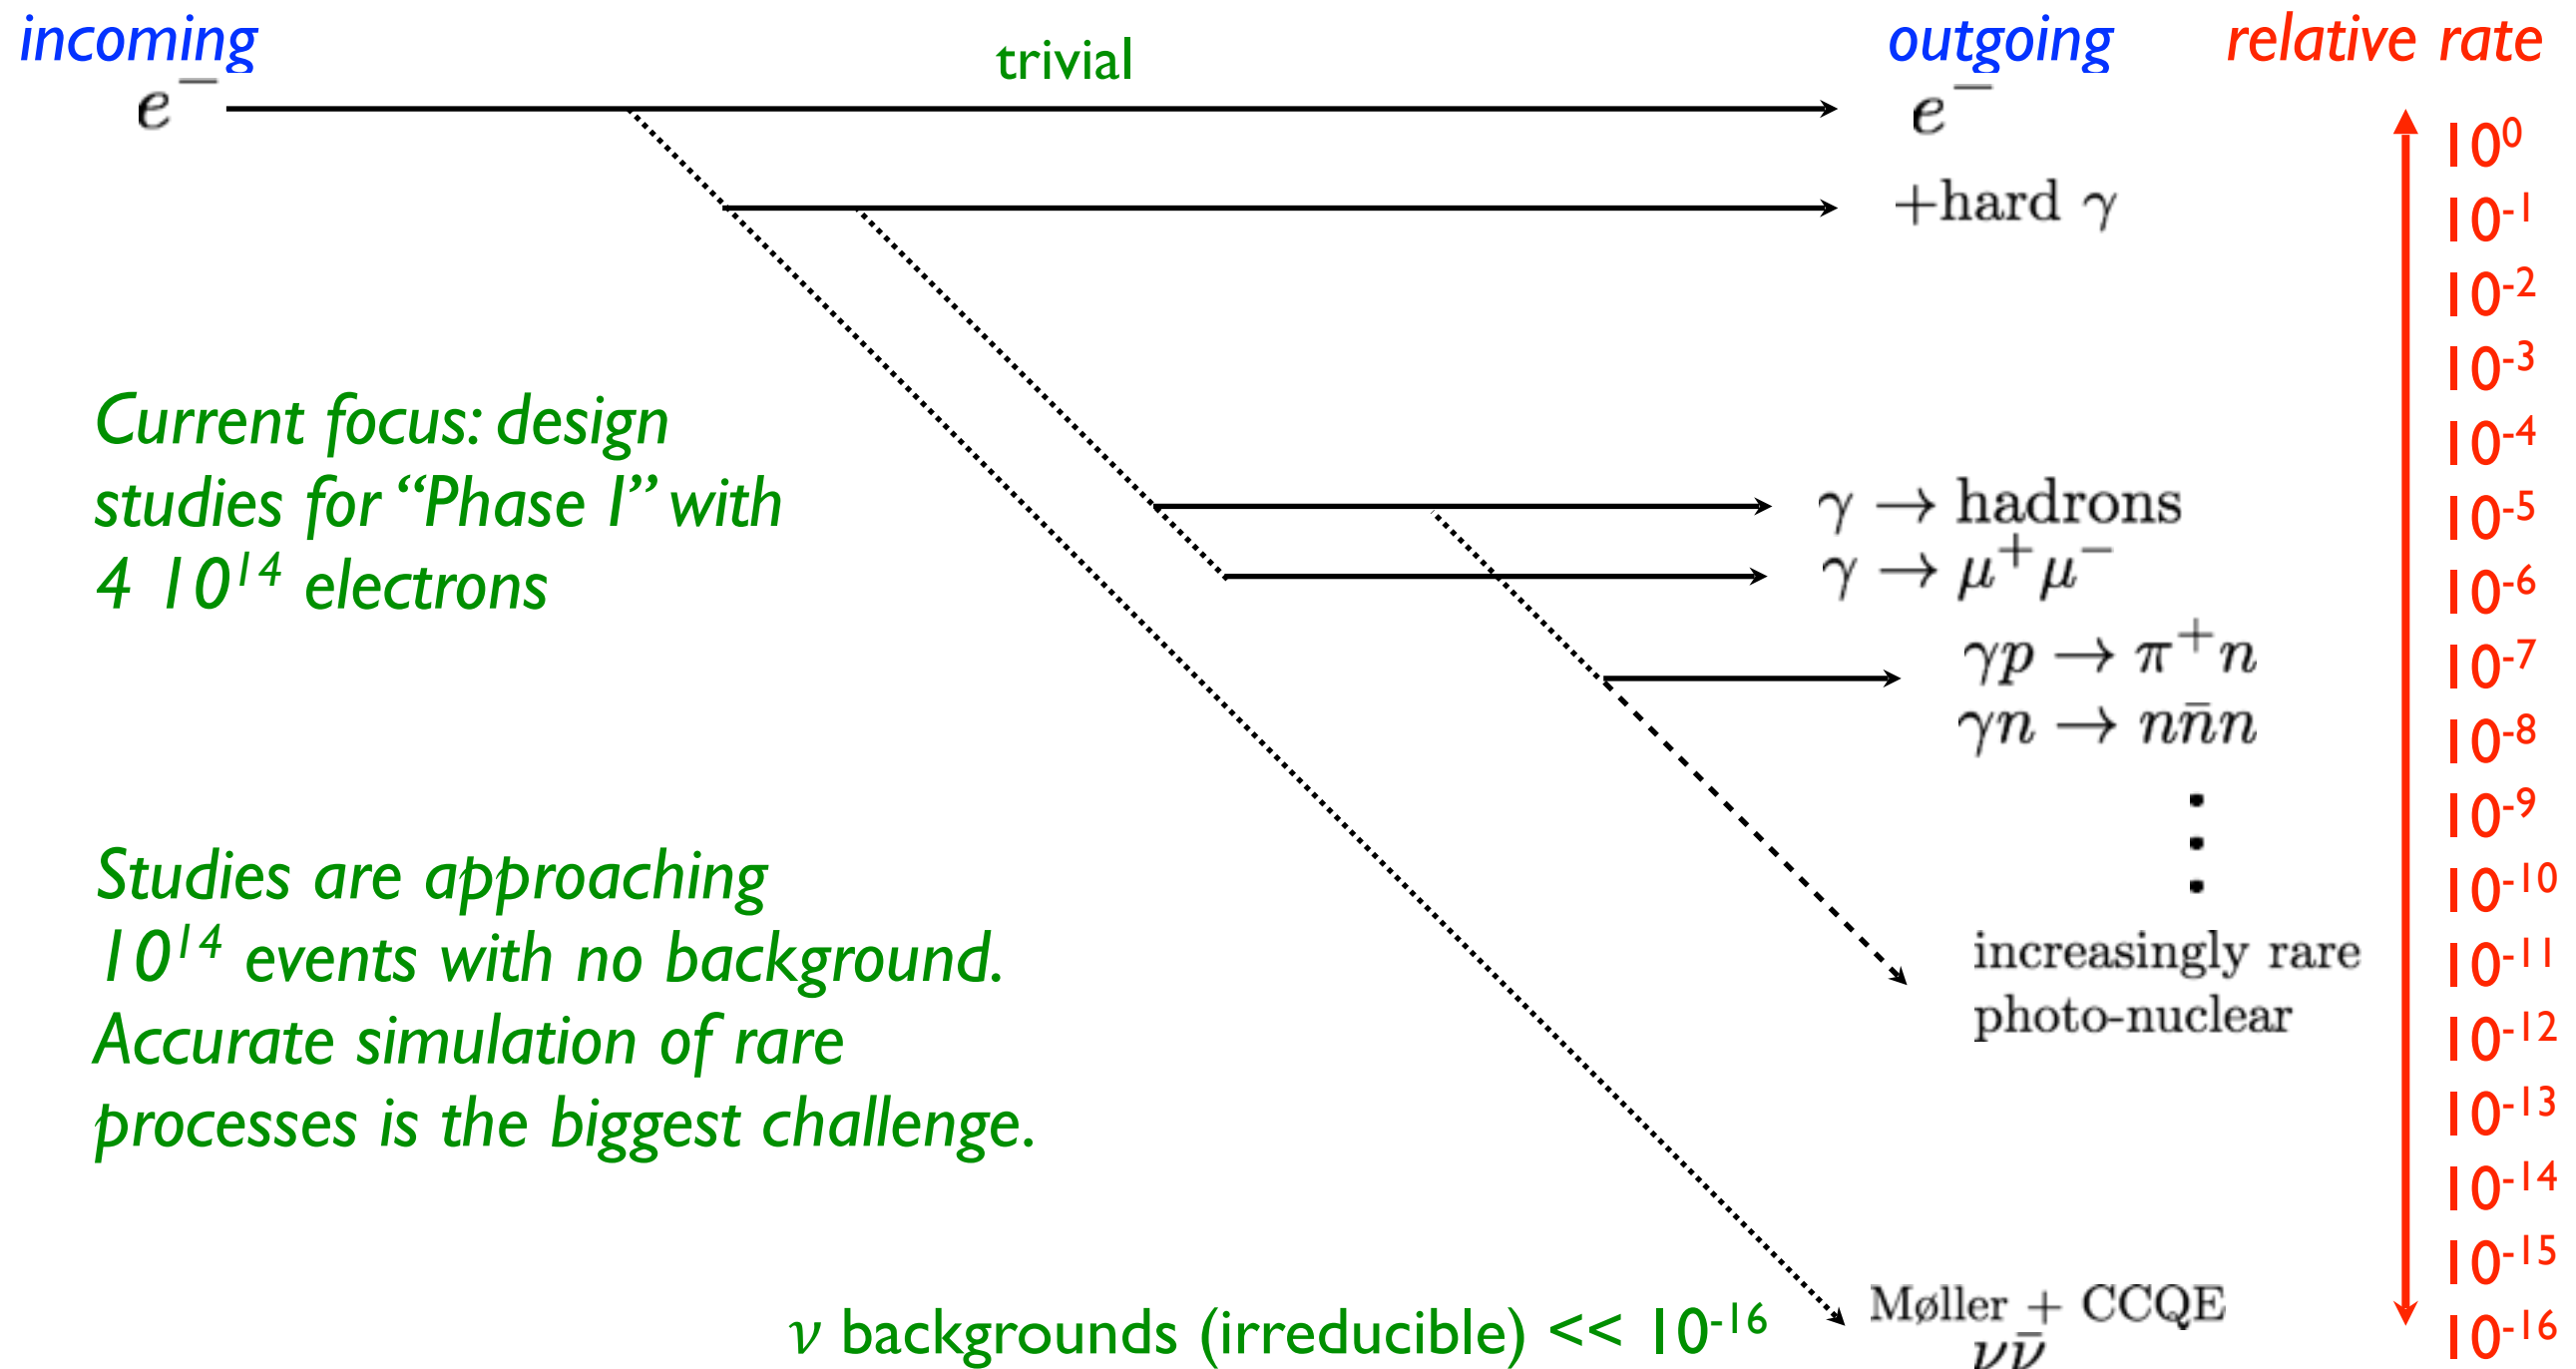 incoming
trivial
outgoing
relative rate
e⁻
e⁻
10⁰
+hard γ
10⁻¹
10⁻²
10⁻³
Current focus: design
studies for “Phase I” with
4 10¹⁴ electrons
10⁻⁴
γ → hadrons
10⁻⁵
γ → μ⁺μ⁻
10⁻⁶
γp → π⁺n
10⁻⁷
γn → nn̄n
10⁻⁸
10⁻⁹
10⁻¹⁰
Studies are approaching
10¹⁴ events with no background.
Accurate simulation of rare
processes is the biggest challenge.
increasingly rare
photo-nuclear
10⁻¹¹
10⁻¹²
10⁻¹³
10⁻¹⁴
10⁻¹⁵
ν backgrounds (irreducible) << 10⁻¹⁶
Møller + CCQE
νν̄
10⁻¹⁶